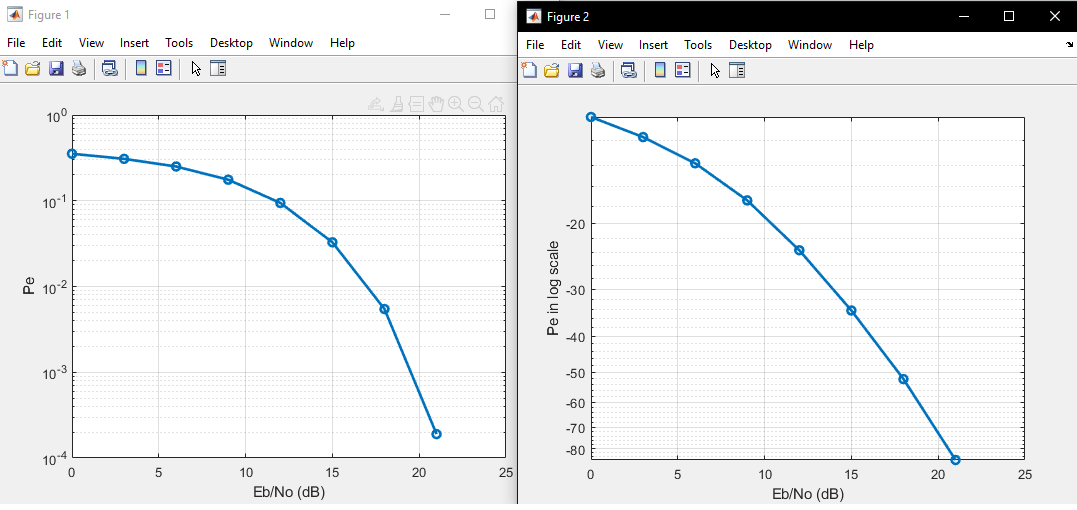 Figure 1
File Edit View Insert Tools Desktop Window Help
10^0
10^-1
10^-2
10^-3
10^-4
Pe
0 5 10 15 20 25
Eb/No (dB)
Figure 2
File Edit View Insert Tools Desktop Window Help
-20
-30
-40
-50
-60
-70
-80
Pe in log scale
0 5 10 15 20 25
Eb/No (dB)